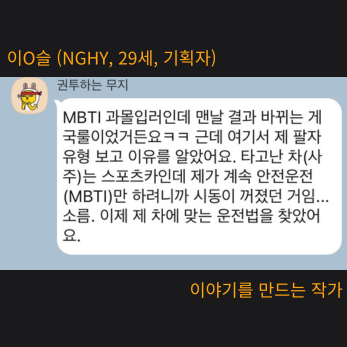 이O슬 (NGHY, 29세, 기획자)
권투하는 무지
MBTI 과몰입러인데 맨날 결과 바뀌는 게
국룰이었거든요ㅋㅋ 근데 여기서 제 팔자
유형 보고 이유를 알았어요. 타고난 차(사
주)는 스포츠카인데 제가 계속 안전운전
(MBTI)만 하려니까 시동이 꺼졌던 거임...
소름. 이제 제 차에 맞는 운전법을 찾았어
요.
이야기를 만드는 작가